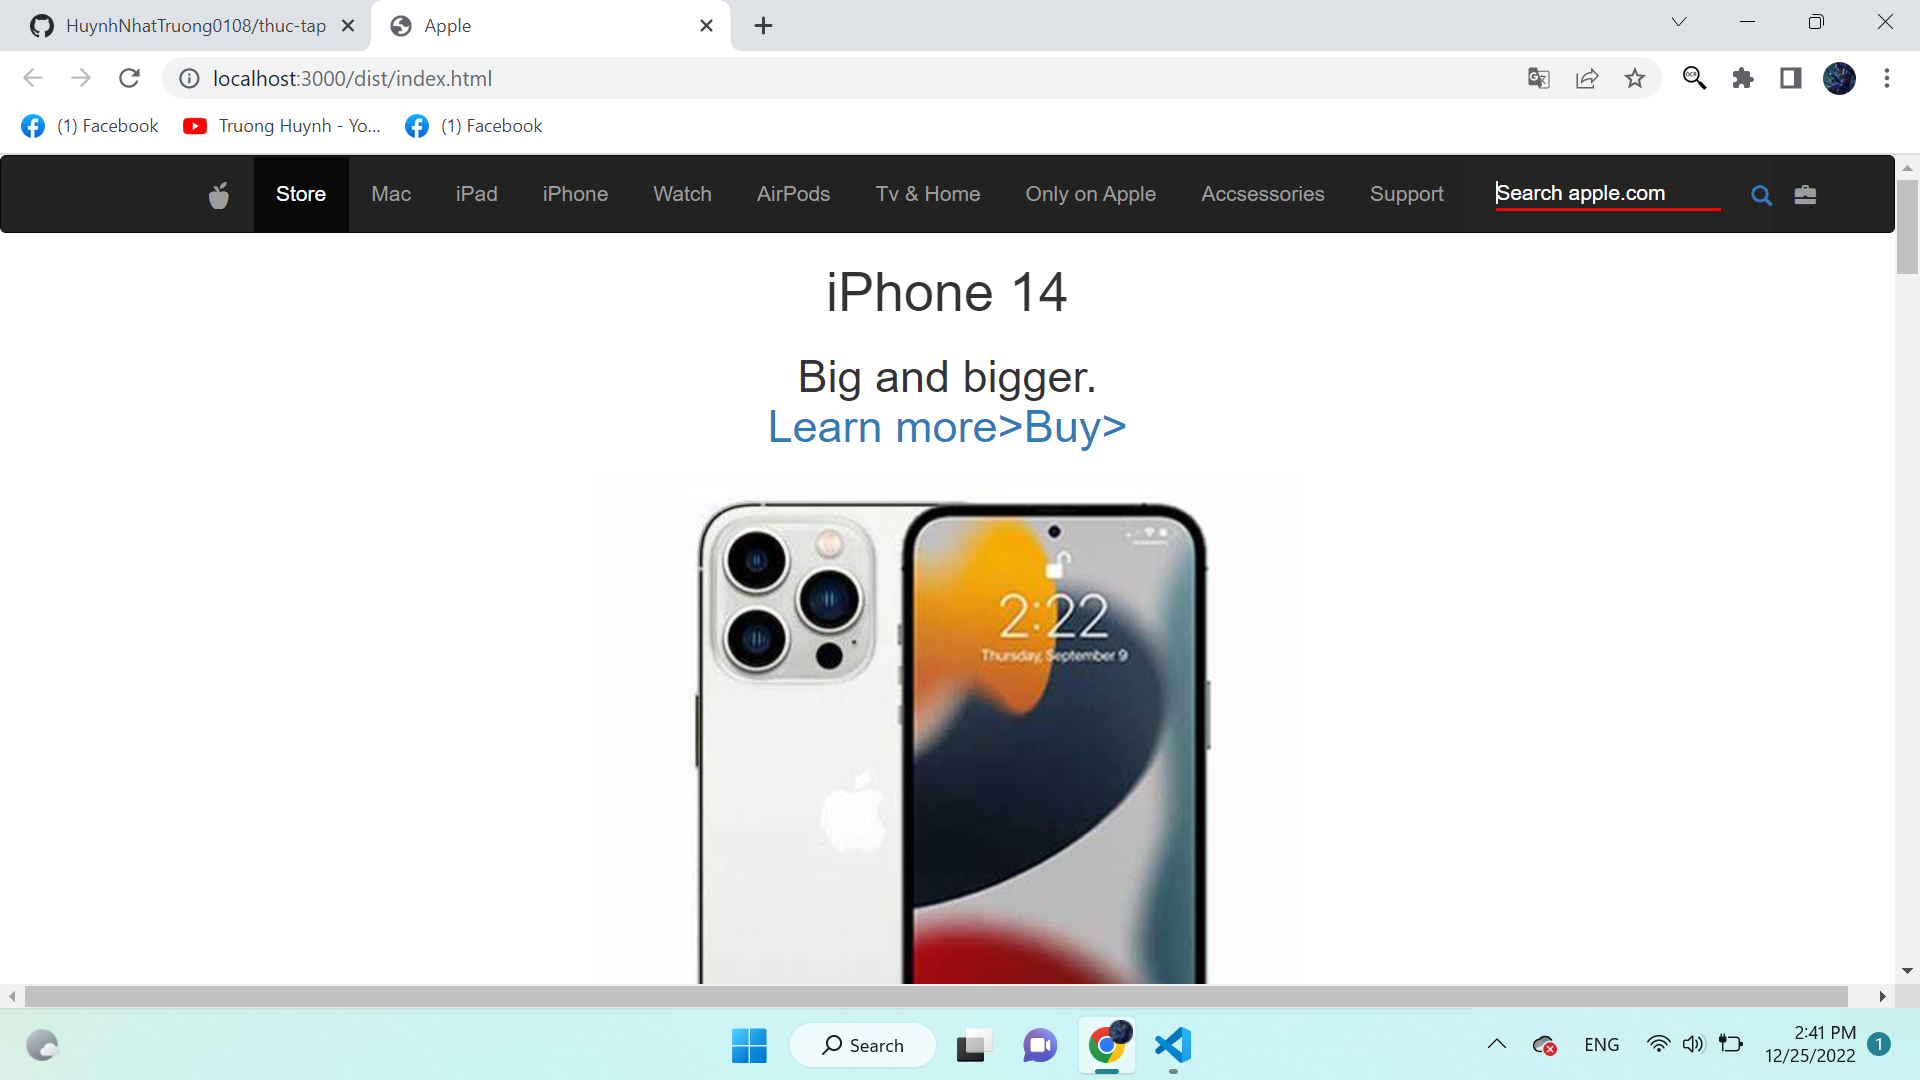 HuynhNhatTruong0108/thuc-tap
Apple
localhost:3000/dist/index.html
(1) Facebook
Truong Huynh - Yo...
(1) Facebook
Store Mac iPad iPhone Watch AirPods Tv & Home Only on Apple Accsessories Support Search apple.com
iPhone 14
Big and bigger.
Learn more>Buy>
2:22
Thursday, September 9
Search
ENG
2:41 PM
12/25/2022
1